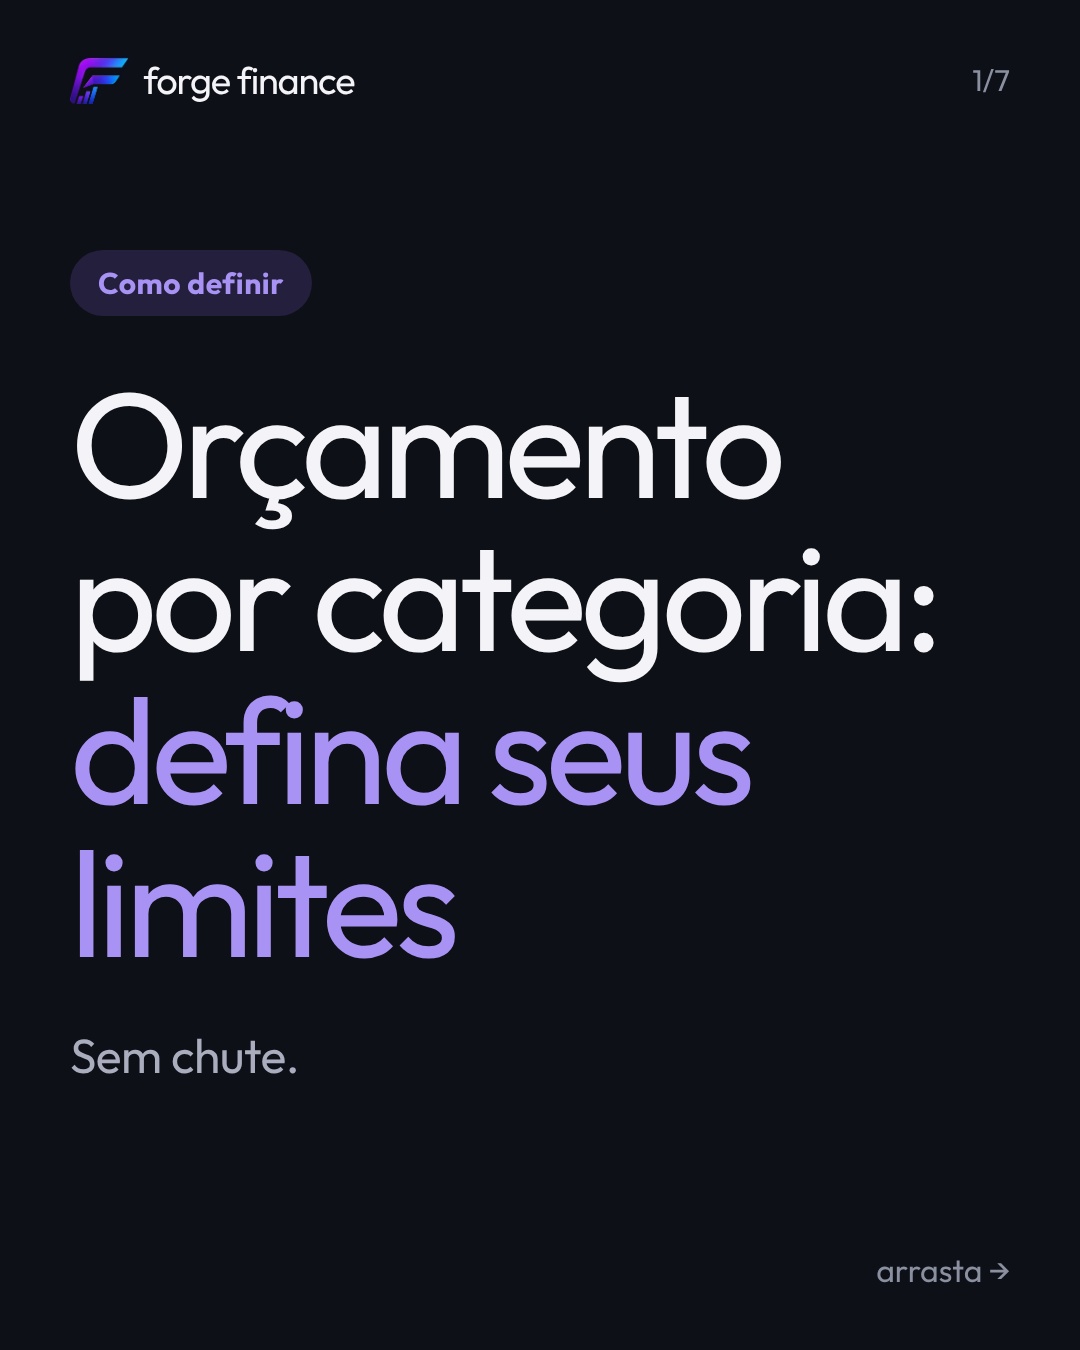 forge finance
1/7
Como definir
Orçamento
por categoria:
defina seus
limites
Sem chute.
arrasta →